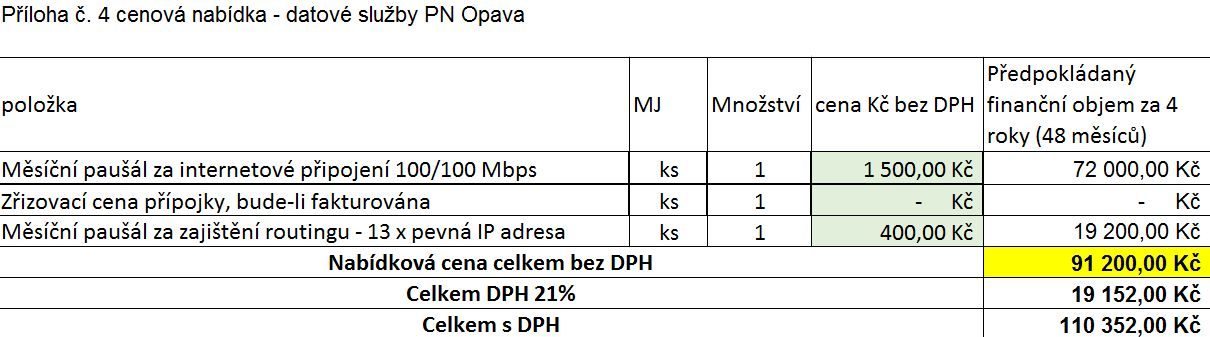 Příloha č. 4 cenová nabídka - datové služby PN Opava
položka MJ Množství cena Kč bez DPH Předpokládaný finanční objem za 4 roky (48 měsíců)
Měsíční paušál za internetové připojení 100/100 Mbps ks 1 1 500,00 Kč 72 000,00 Kč
Zřizovací cena přípojky, bude-li fakturována ks 1 - Kč - Kč
Měsíční paušál za zajištění routingu - 13 x pevná IP adresa ks 1 400,00 Kč 19 200,00 Kč
Nabídková cena celkem bez DPH 91 200,00 Kč
Celkem DPH 21% 19 152,00 Kč
Celkem s DPH 110 352,00 Kč